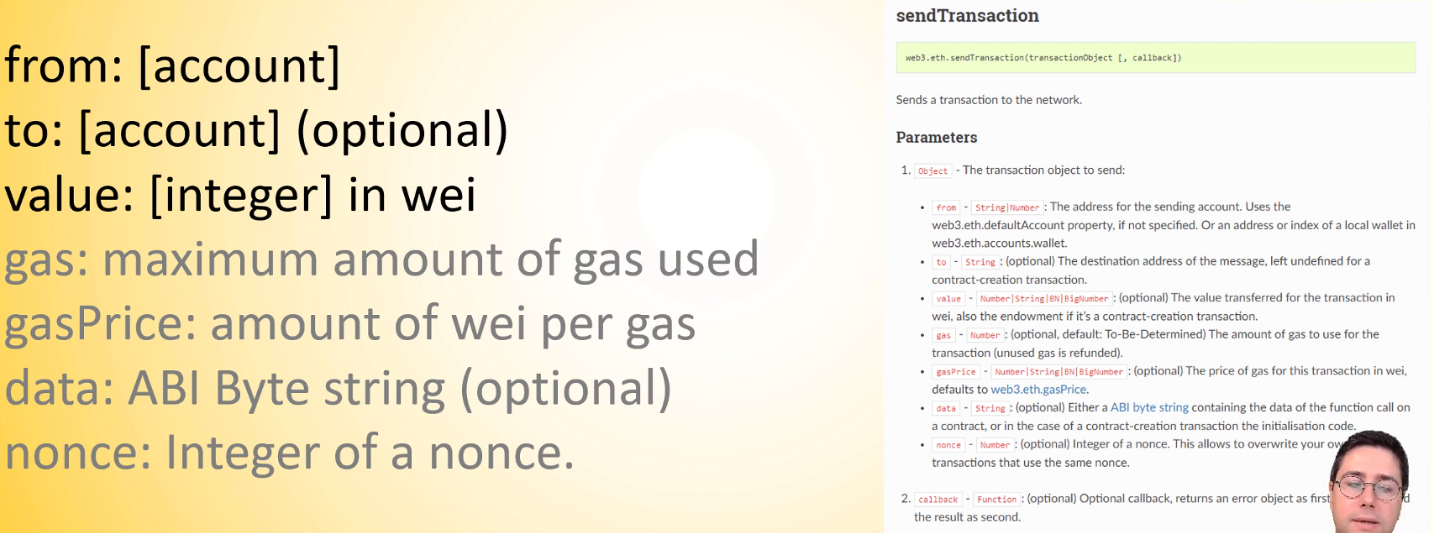 from: [account]
to: [account] (optional)
value: [integer] in wei
gas: maximum amount of gas used
gasPrice: amount of wei per gas
data: ABI Byte string (optional)
nonce: Integer of a nonce.
sendTransaction
web3.eth.sendTransaction(transactionObject [, callback])
Sends a transaction to the network.
Parameters
1. Object - The transaction object to send:
• from - String|Number : The address for the sending account. Uses the
web3.eth.defaultAccount property, if not specified. Or an address or index of a local wallet in
web3.eth.accounts.wallet.
• to - String : (optional) The destination address of the message, left undefined for a
contract-creation transaction.
• value - Number|String|BN|BigNumber : (optional) The value transferred for the transaction in
wei, also the endowment if it's a contract-creation transaction.
• gas - Number : (optional, default: To-Be-Determined) The amount of gas to use for the
transaction (unused gas is refunded).
• gasPrice - Number|String|BN|BigNumber : (optional) The price of gas for this transaction in wei,
defaults to web3.eth.gasPrice.
• data - String : (optional) Either a ABI byte string containing the data of the function call on
a contract, or in the case of a contract-creation transaction the initialisation code.
• nonce - Number : (optional) Integer of a nonce. This allows to overwrite your
transactions that use the same nonce.
2. callback - Function : (optional) Optional callback, returns an error object as
the result as second.